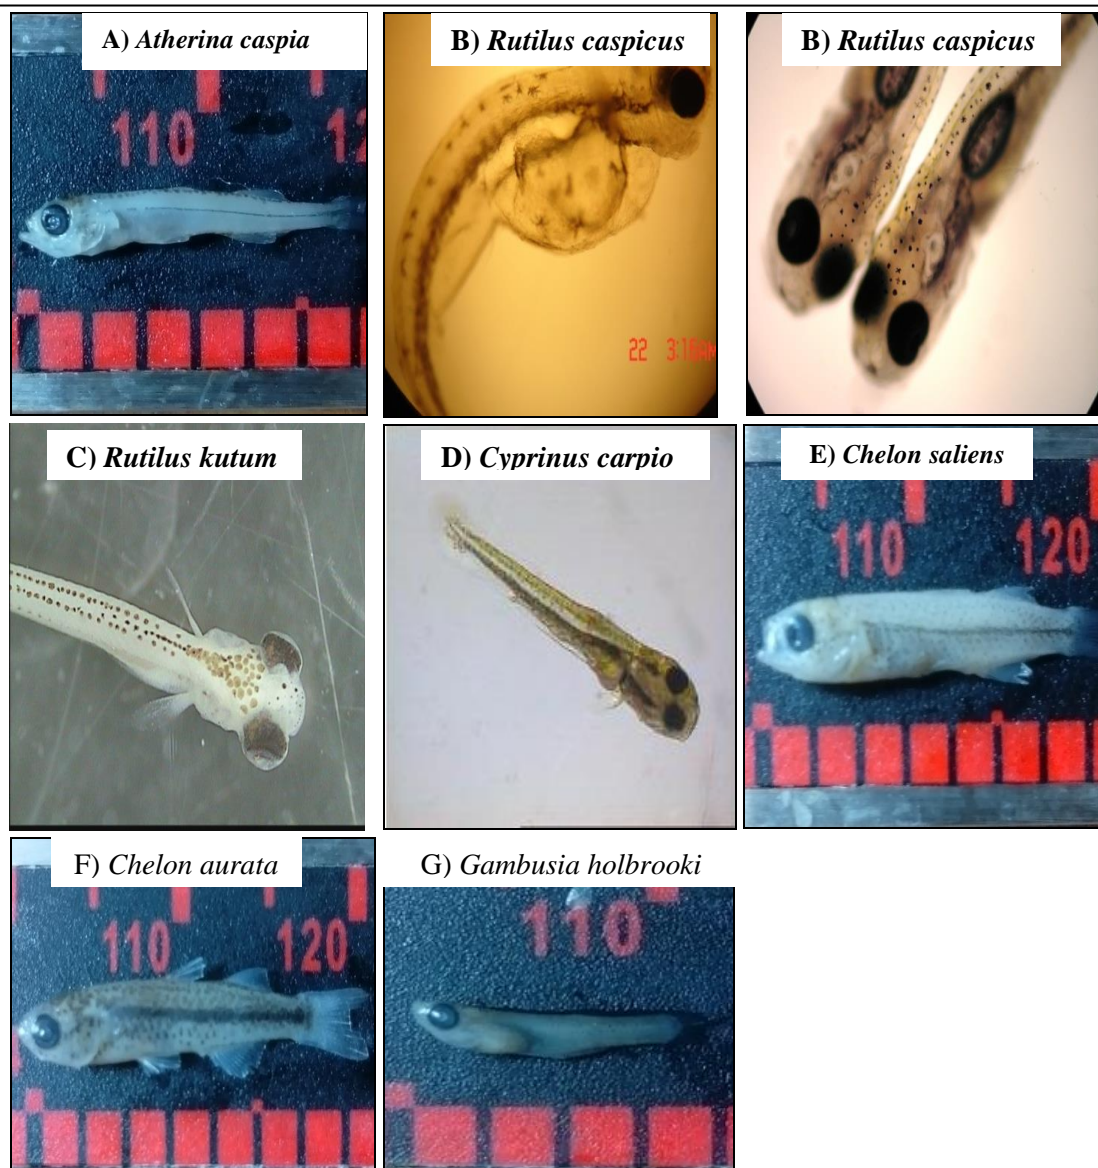 A) Atherina caspia
B) Rutilus caspicus
B) Rutilus caspicus
110
12
22 3:16AM
C) Rutilus kutum
D) Cyprinus carpio
E) Chelon saliens
110
120
F) Chelon aurata
G) Gambusia holbrooki
110
120
110